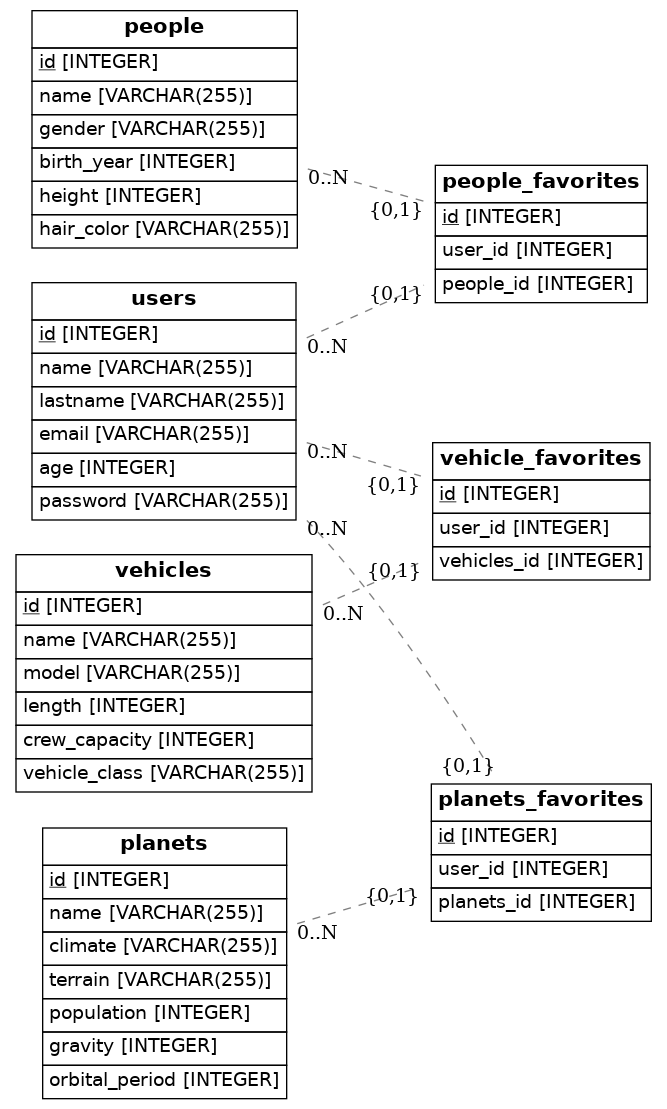 people
id [INTEGER]
name [VARCHAR(255)]
gender [VARCHAR(255)]
birth_year [INTEGER]
height [INTEGER]
hair_color [VARCHAR(255)]
0..N
{0,1}
people_favorites
id [INTEGER]
user_id [INTEGER]
people_id [INTEGER]
users
id [INTEGER]
name [VARCHAR(255)]
lastname [VARCHAR(255)]
email [VARCHAR(255)]
age [INTEGER]
password [VARCHAR(255)]
{0,1}
0..N
0..N
{0,1}
0..N
vehicle_favorites
id [INTEGER]
user_id [INTEGER]
vehicles_id [INTEGER]
vehicles
id [INTEGER]
name [VARCHAR(255)]
model [VARCHAR(255)]
length [INTEGER]
crew_capacity [INTEGER]
vehicle_class [VARCHAR(255)]
{0,1}
0..N
{0,1}
planets_favorites
id [INTEGER]
user_id [INTEGER]
planets_id [INTEGER]
planets
id [INTEGER]
name [VARCHAR(255)]
climate [VARCHAR(255)]
terrain [VARCHAR(255)]
population [INTEGER]
gravity [INTEGER]
orbital_period [INTEGER]
{0,1}
0..N